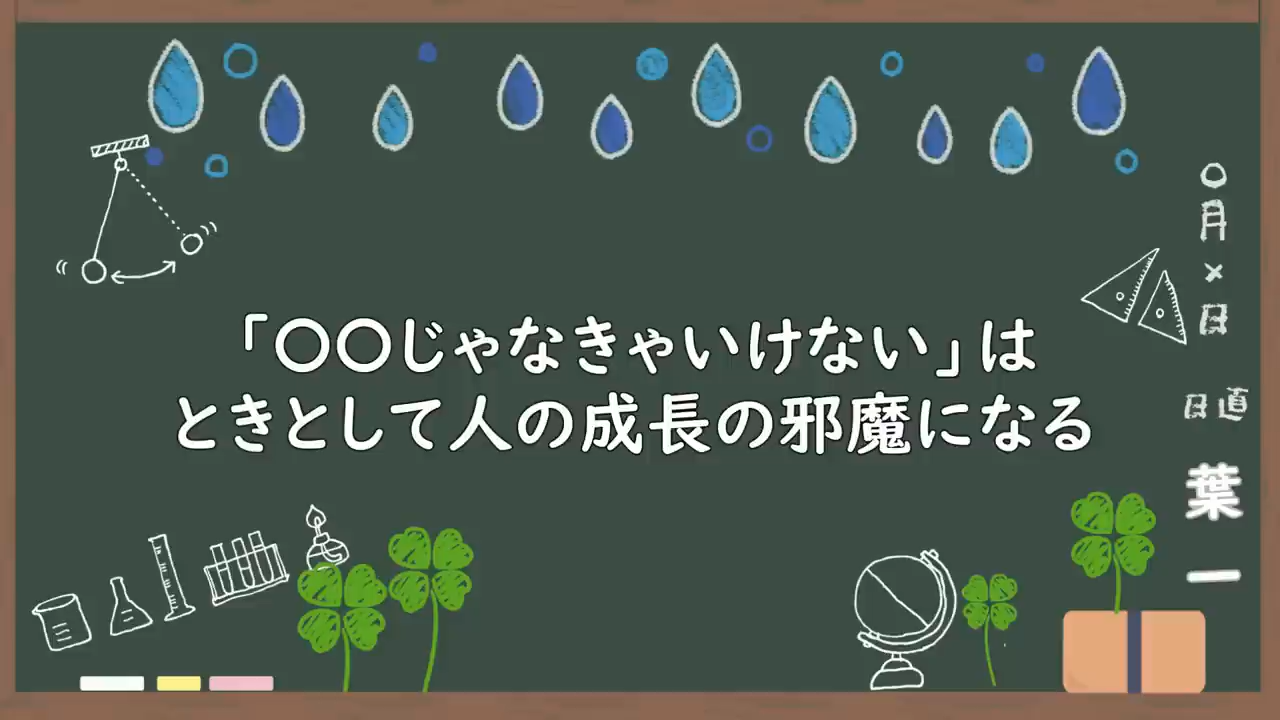 「〇〇じゃなきゃいけない」は
ときとして人の成長の邪魔になる
〇月×日
日直
葉一